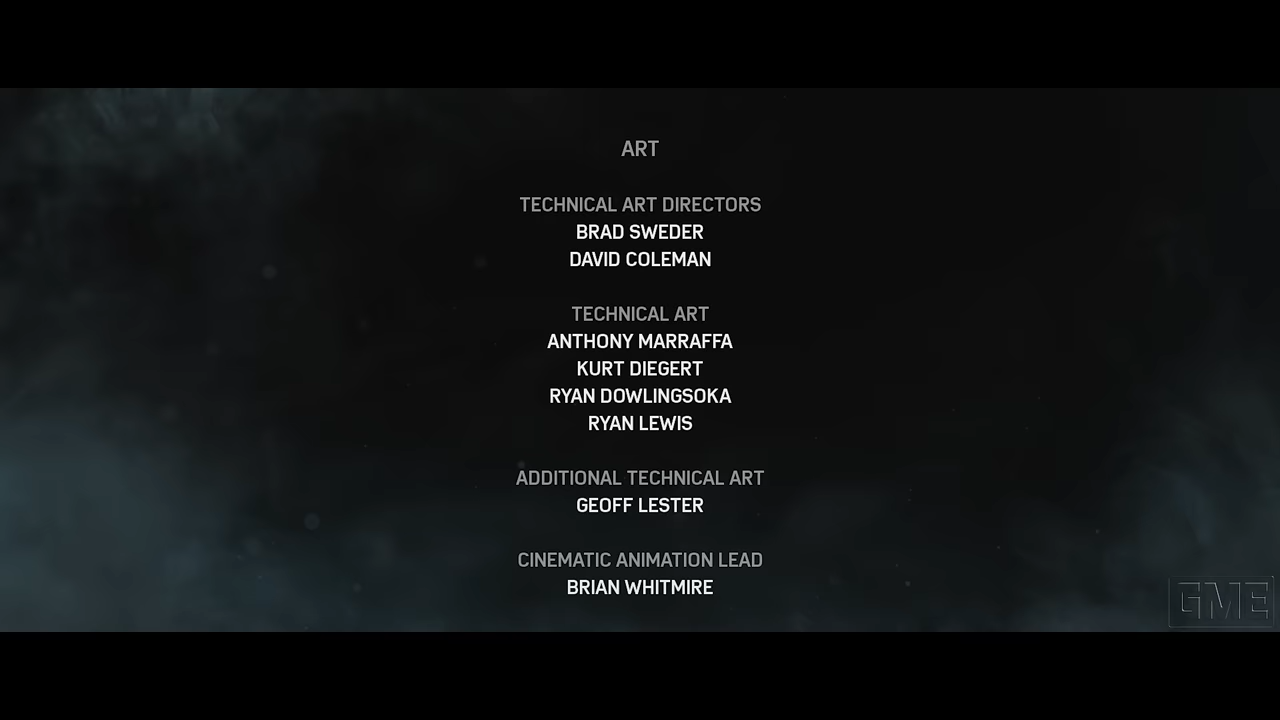 ART
TECHNICAL ART DIRECTORS
BRAD SWEDER
DAVID COLEMAN
TECHNICAL ART
ANTHONY MARRAFFA
KURT DIEGERT
RYAN DOWLINGSOKA
RYAN LEWIS
ADDITIONAL TECHNICAL ART
GEOFF LESTER
CINEMATIC ANIMATION LEAD
BRIAN WHITMIRE
GME